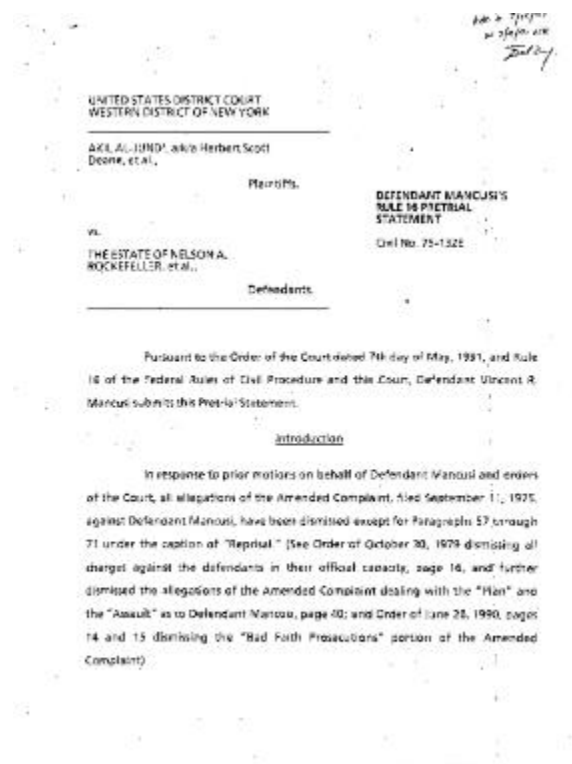 UNITED STATES DISTRICT COURT
WESTERN DISTRICT OF NEW YORK
AKIL AL-JUNDI, a/k/a Herbert Scott
Deane, et al.,
Plaintiffs,
DEFENDANT MANCUSI'S
RULE 16 PRETRIAL
STATEMENT
vs.
Civil No. 75-132E
THE ESTATE OF NELSON A.
ROCKEFELLER, et al.,
Defendants.
Pursuant to the Order of the Court dated 7th day of May, 1991, and Rule
16 of the Federal Rules of Civil Procedure and this Court, Defendant Vincent R.
Mancusi submits this Pretrial Statement.
Introduction
In response to prior motions on behalf of Defendant Mancusi and orders
of the Court, all allegations of the Amended Complaint, filed September 11, 1975,
against Defendant Mancusi, have been dismissed except for Paragraphs 57 through
71 under the caption of "Reprisal." (See Order of October 30, 1979 dismissing all
charges against the defendants in their official capacity, page 16, and further
dismissed the allegations of the Amended Complaint dealing with the "Plan" and
the "Assault" as to Defendant Mancusi, page 40; and Order of June 28, 1990, pages
14 and 15 dismissing the "Bad Faith Prosecutions" portion of the Amended
Complaint)